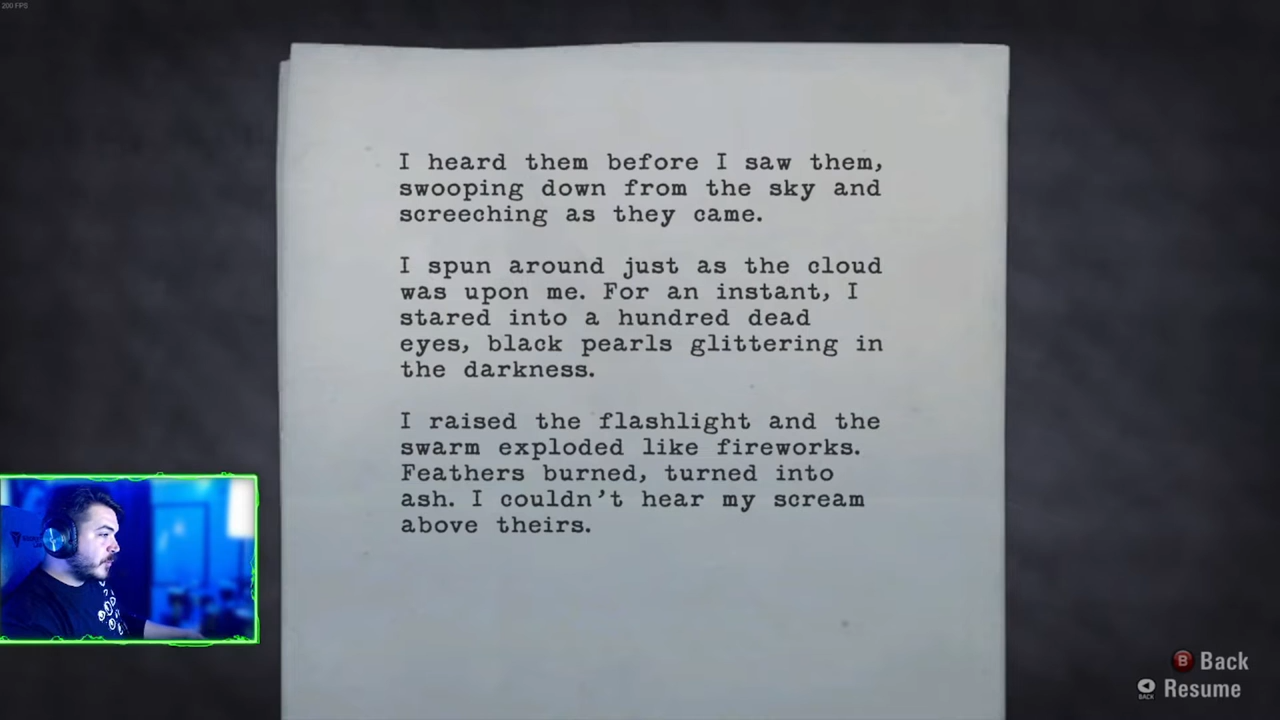 200 FPS
I heard them before I saw them,
swooping down from the sky and
screeching as they came.
I spun around just as the cloud
was upon me. For an instant, I
stared into a hundred dead
eyes, black pearls glittering in
the darkness.
I raised the flashlight and the
swarm exploded like fireworks.
Feathers burned, turned into
ash. I couldn't hear my scream
above theirs.
B Back
BACK Resume